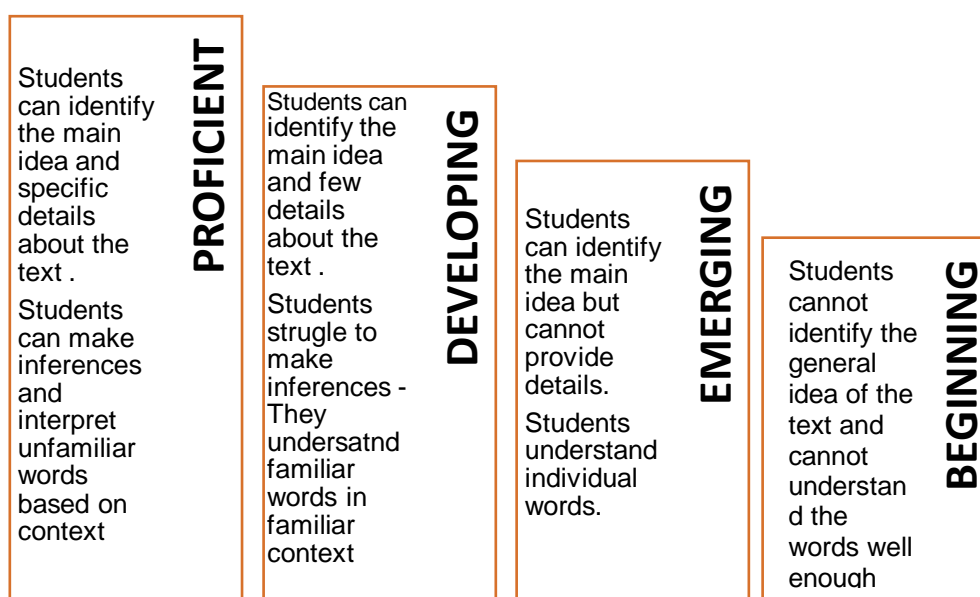 PROFICIENT
Students
can identify
the main
idea and
specific
details
about the
text .
Students
can make
inferences
and
interpret
unfamiliar
words
based on
context
DEVELOPING
Students can
identify the
main idea
and few
details
about the
text .
Students
strugle to
make
inferences -
They
undersatnd
familiar
words in
familiar
context
EMERGING
Students
can identify
the main
idea but
cannot
provide
details.
Students
understand
individual
words.
BEGINNING
Students
cannot
identify the
general
idea of the
text and
cannot
understan
d the
words well
enough